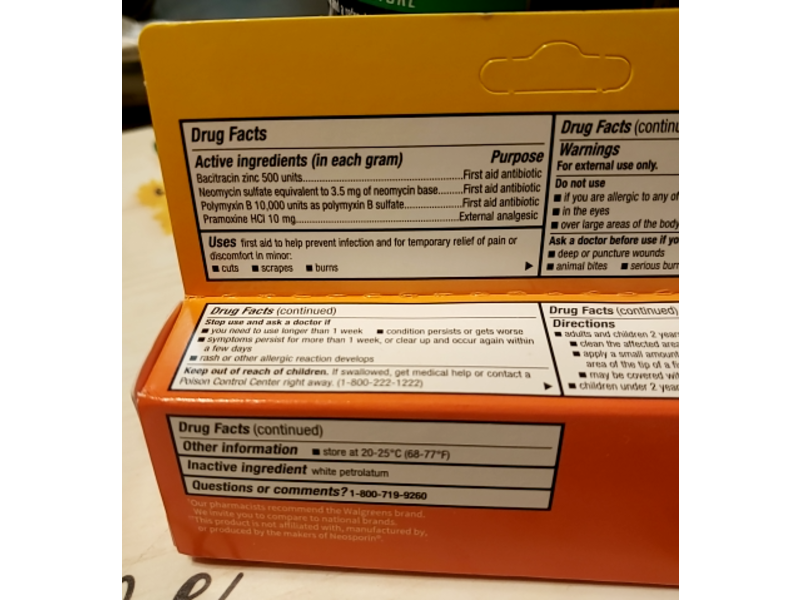 Drug Facts
Active ingredients (in each gram) Purpose
Bacitracin zinc 500 units..........First aid antibiotic
Neomycin sulfate equivalent to 3.5 mg of neomycin base.....First aid antibiotic
Polymyxin B 10,000 units as polymyxin B sulfate..........First aid antibiotic
Pramoxine HCl 10 mg..........External analgesic
Uses first aid to help prevent infection and for temporary relief of pain or
discomfort in minor:
■ cuts ■ scrapes ■ burns
Drug Facts (continu
Warnings
For external use only.
Do not use
■ if you are allergic to any of
■ in the eyes
■ over large areas of the body
Ask a doctor before use if yo
■ deep or puncture wounds
■ animal bites ■ serious burn
Drug Facts (continued)
Stop use and ask a doctor if
■ you need to use longer than 1 week ■ condition persists or gets worse
■ symptoms persist for more than 1 week, or clear up and occur again within
a few days
■ rash or other allergic reaction develops
Keep out of reach of children. If swallowed, get medical help or contact a
Poison Control Center right away. (1-800-222-1222)
Drug Facts (continued)
Directions
■ adults and children 2 year
■ clean the affected area
■ apply a small amount
area of the tip of a fi
■ may be covered wit
■ children under 2 year
Drug Facts (continued)
Other information ■ store at 20-25°C (68-77°F)
Inactive ingredient white petrolatum
Questions or comments? 1-800-719-9260
Our pharmacists recommend the Walgreens brand.
We invite you to compare to national brands.
This product is not affiliated with, manufactured by,
or produced by the makers of Neosporin®.